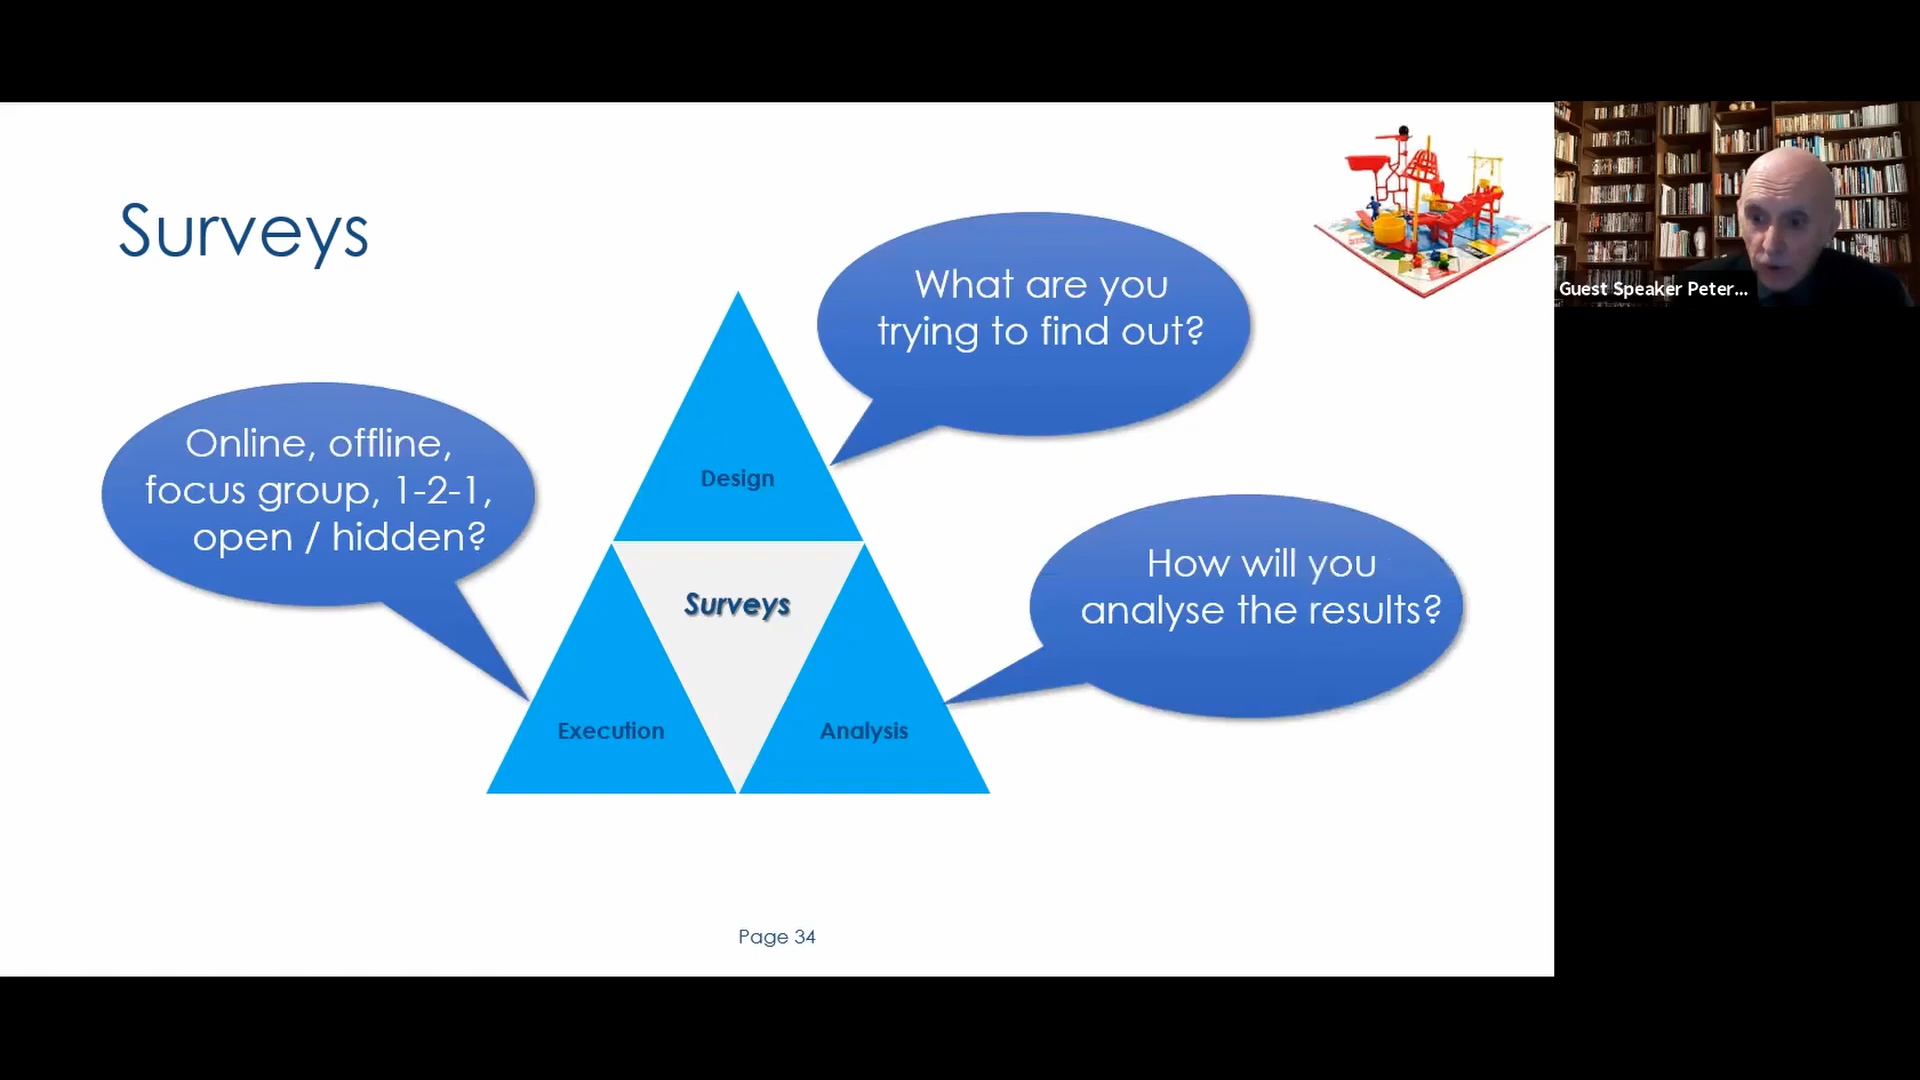 Surveys
What are you
trying to find out?
Online, offline,
focus group, 1-2-1,
open / hidden?
Design
How will you
analyse the results?
Surveys
Execution
Analysis
Page 34
Guest Speaker Peter...